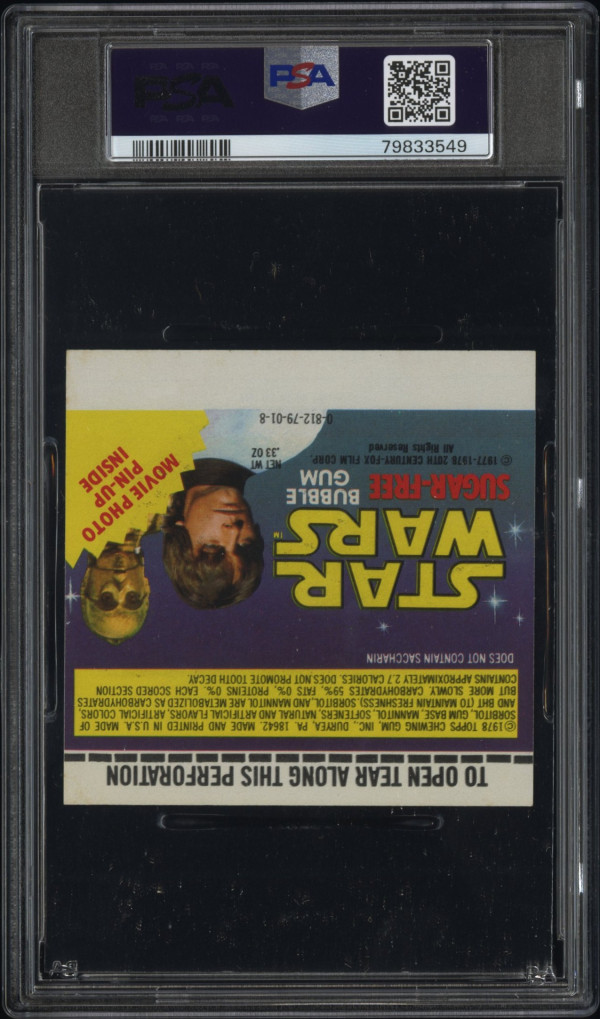 PSA
PSA
79833549
TO OPEN TEAR ALONG THIS PERFORATION
©1978 TOPPS CHEWING GUM, INC., DURYEA, PA. 18642. MADE AND PRINTED IN U.S.A. MADE OF
SORBITOL, GUM BASE, MANNITOL, SOFTENERS, NATURAL AND ARTIFICIAL FLAVORS, ARTIFICIAL COLORS,
AND BHT (TO MAINTAIN FRESHNESS). SORBITOL AND MANNITOL ARE METABOLIZED AS CARBOHYDRATES
BUT MORE SLOWLY. CARBOHYDRATES 59%, FATS 0%, PROTEINS 0%. EACH SCORED SECTION
CONTAINS APPROXIMATELY 2.7 CALORIES. DOES NOT PROMOTE TOOTH DECAY.
DOES NOT CONTAIN SACCHARIN
STAR
WARS™
SUGAR-FREE
BUBBLE
GUM
©1977-1978 20TH CENTURY-FOX FILM CORP.
All Rights Reserved
NET WT
.33 OZ
0-812-79-01-8
MOVIE PHOTO
PIN-UP
INSIDE